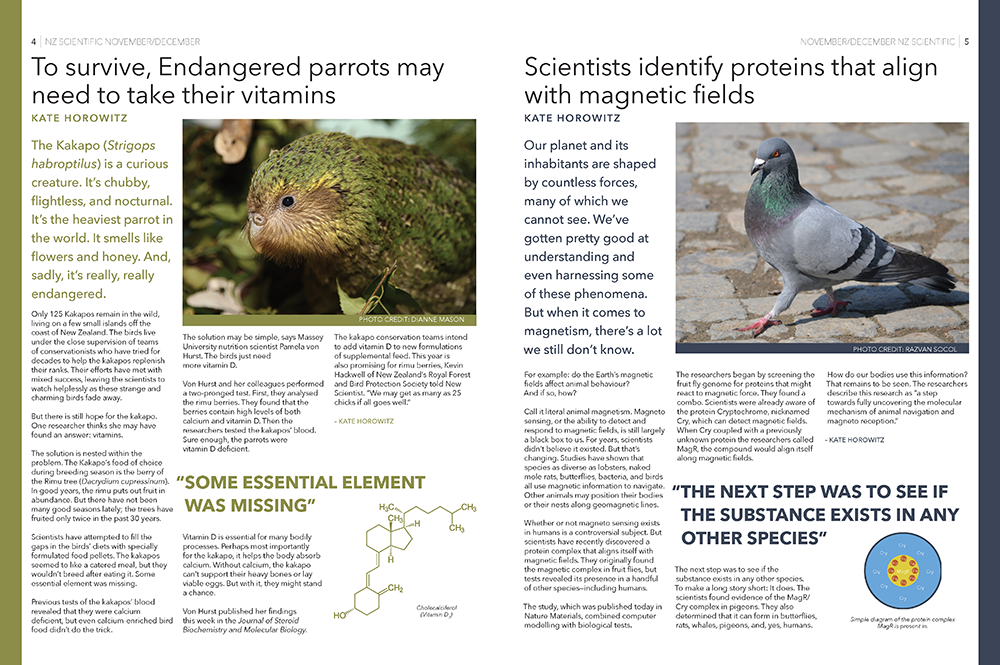 4 | NZ SCIENTIFIC NOVEMBER/DECEMBER
To survive, Endangered parrots may
need to take their vitamins
KATE HOROWITZ
The Kakapo (Strigops
habroptilus) is a curious
creature. It's chubby,
flightless, and nocturnal.
It's the heaviest parrot in
the world. It smells like
flowers and honey. And,
sadly, it's really, really
endangered.
PHOTO CREDIT: DIANNE MASON
Only 125 Kakapos remain in the wild,
living on a few small islands off the
coast of New Zealand. The birds live
under the close supervision of teams
of conservationists who have tried for
decades to help the kakapos replenish
their ranks. Their efforts have met with
mixed success, leaving the scientists to
watch helplessly as these strange and
charming birds fade away.
But there is still hope for the kakapo.
One researcher thinks she may have
found an answer: vitamins.
The solution is nested within the
problem. The Kakapo's food of choice
during breeding season is the berry of
the Rimu tree (Dacrydium cupressinum).
In good years, the rimu puts out fruit in
abundance. But there have not been
many good seasons lately; the trees have
fruited only twice in the past 30 years.
Scientists have attempted to fill the
gaps in the birds' diets with specially
formulated food pellets. The kakapos
seemed to like a catered meal, but they
wouldn't breed after eating it. Some
essential element was missing.
Previous tests of the kakapos' blood
revealed that they were calcium
deficient, but even calcium enriched bird
food didn't do the trick.
The solution may be simple, says Massey
University nutrition scientist Pamela von
Hurst. The birds just need
more vitamin D.
Von Hurst and her colleagues performed
a two-pronged test. First, they analysed
the rimu berries. They found that the
berries contain high levels of both
calcium and vitamin D. Then the
researchers tested the kakapos' blood.
Sure enough, the parrots were
vitamin D deficient.
The kakapo conservation teams intend
to add vitamin D to new formulations
of supplemental feed. This year is
also promising for rimu berries, Kevin
Hackwell of New Zealand's Royal Forest
and Bird Protection Society told New
Scientist. "We may get as many as 25
chicks if all goes well."
- KATE HOROWITZ
"SOME ESSENTIAL ELEMENT
WAS MISSING"
Vitamin D is essential for many bodily
processes. Perhaps most importantly
for the kakapo, it helps the body absorb
calcium. Without calcium, the kakapo
can't support their heavy bones or lay
viable eggs. But with it, they might stand
a chance.
Von Hurst published her findings
this week in the Journal of Steroid
Biochemistry and Molecular Biology.
H₃C
CH₃
CH₃
CH₃
H
H
CH₂
HO
Cholecalciferol
(Vitamin D₃)
NOVEMBER/DECEMBER NZ SCIENTIFIC | 5
Scientists identify proteins that align
with magnetic fields
KATE HOROWITZ
Our planet and its
inhabitants are shaped
by countless forces,
many of which we
cannot see. We've
gotten pretty good at
understanding and
even harnessing some
of these phenomena.
But when it comes to
magnetism, there's a lot
we still don't know.
PHOTO CREDIT: RAZVAN SOCOL
For example: do the Earth's magnetic
fields affect animal behaviour?
And if so, how?
Call it literal animal magnetism. Magneto
sensing, or the ability to detect and
respond to magnetic fields, is still largely
a black box to us. For years, scientists
didn't believe it existed. But that's
changing. Studies have shown that
species as diverse as lobsters, naked
mole rats, butterflies, bacteria, and birds
all use magnetic information to navigate.
Other animals may position their bodies
or their nests along geomagnetic lines.
Whether or not magneto sensing exists
in humans is a controversial subject. But
scientists have recently discovered a
protein complex that aligns itself with
magnetic fields. They originally found
the magnetic complex in fruit flies, but
tests revealed its presence in a handful
of other species–including humans.
The study, which was published today in
Nature Materials, combined computer
modelling with biological tests.
The researchers began by screening the
fruit fly genome for proteins that might
react to magnetic force. They found a
combo. Scientists were already aware of
the protein Cryptochrome, nicknamed
Cry, which can detect magnetic fields.
When Cry coupled with a previously
unknown protein the researchers called
MagR, the compound would align itself
along magnetic fields.
How do our bodies use this information?
That remains to be seen. The researchers
describe this research as "a step
towards fully uncovering the molecular
mechanism of animal navigation and
magneto reception."
- KATE HOROWITZ
"THE NEXT STEP WAS TO SEE IF
THE SUBSTANCE EXISTS IN ANY
OTHER SPECIES"
The next step was to see if the
substance exists in any other species.
To make a long story short: It does. The
scientists found evidence of the MagR/
Cry complex in pigeons. They also
determined that it can form in butterflies,
rats, whales, pigeons, and, yes, humans.
Cry
Cry
Cry
Cry
Cry
Cry
Cry
Cry
MagR
Simple diagram of the protein complex
MagR is present in.